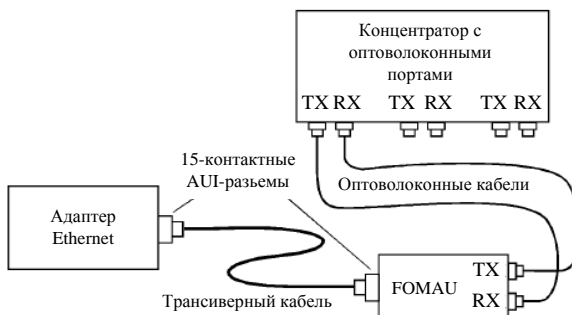 Концентратор с
оптоволоконными
портами
TX RX TX RX TX RX
15-контактные
AUI-разъемы
Оптоволоконные кабели
Адаптер
Ethernet
TX
FOMAU
RX
Трансиверный кабель